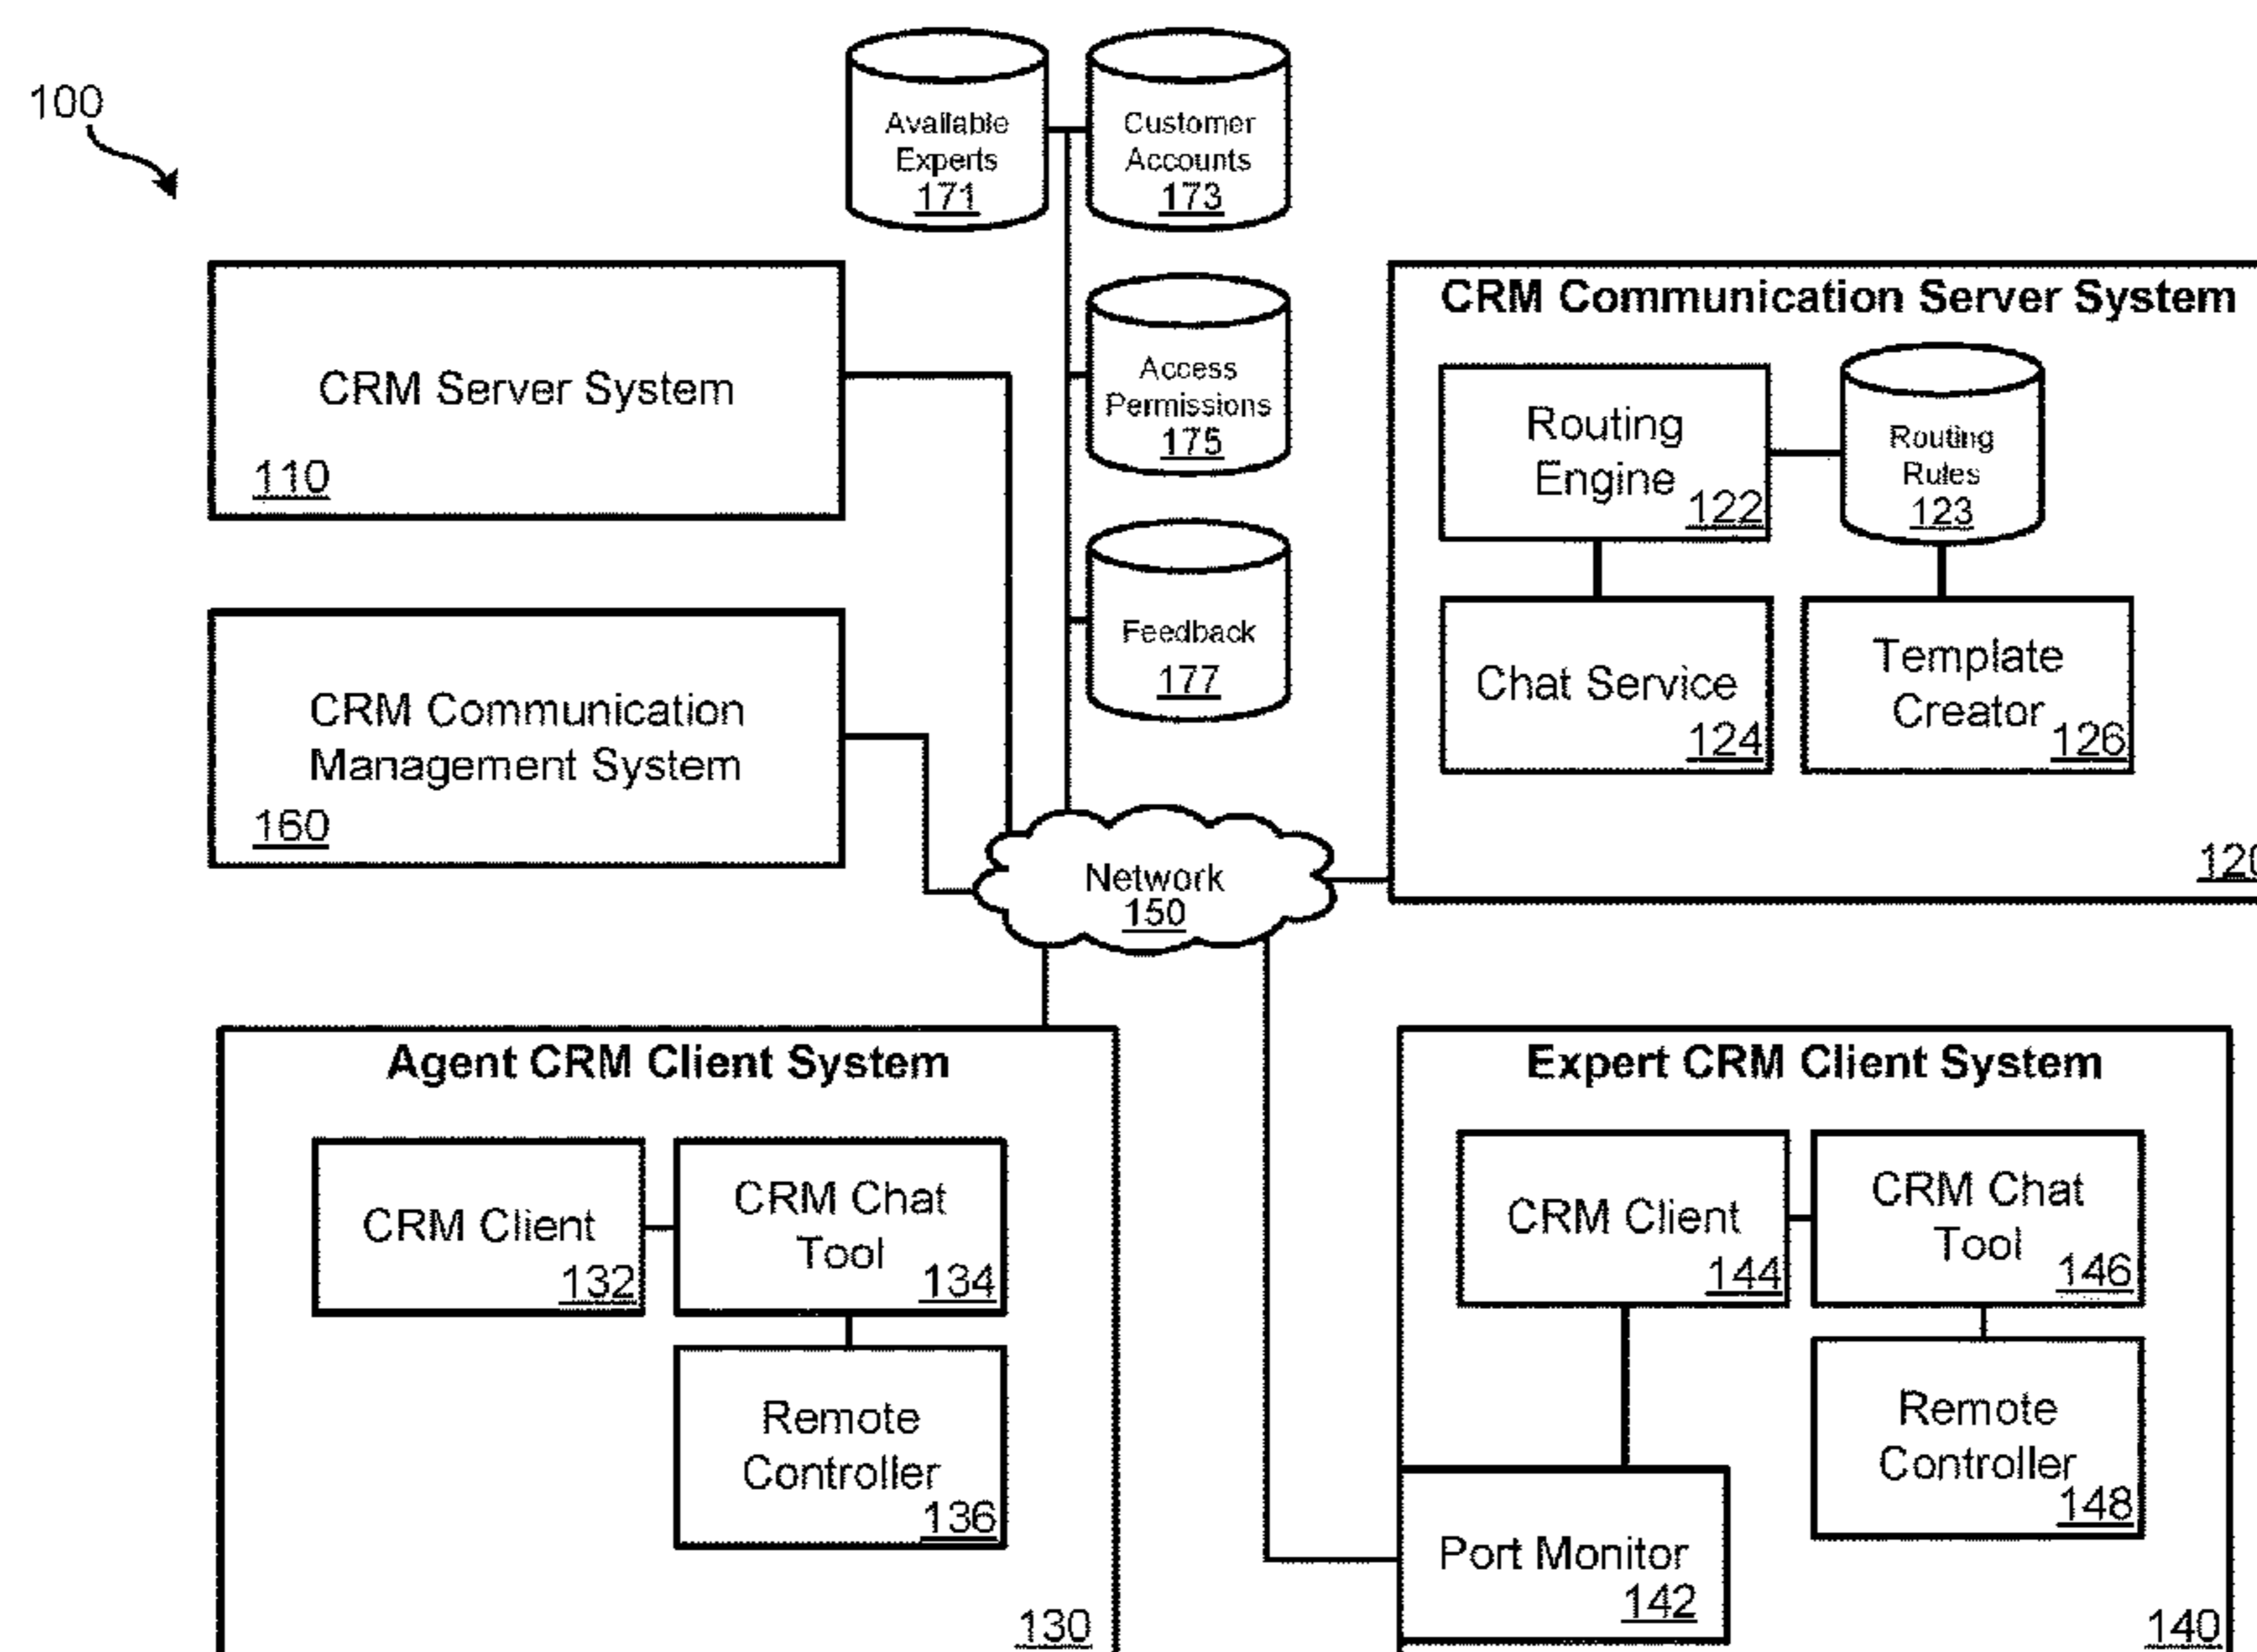 100
Available
Experts
171
Customer
Accounts
173
CRM Server System
110
Access
Permissions
175
CRM Communication Server System
Routing
Engine
122
Routing
Rules
123
Chat Service
124
Template
Creator
126
120
Feedback
177
CRM Communication
Management System
160
Network
150
Agent CRM Client System
CRM Client
132
CRM Chat
Tool
134
Remote
Controller
136
130
Expert CRM Client System
CRM Client
144
CRM Chat
Tool
146
Remote
Controller
148
Port Monitor
142
140